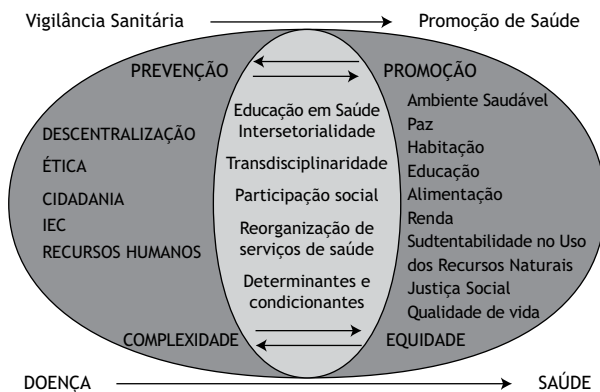 Vigilância Sanitária
Promoção de Saúde
PREVENÇÃO
PROMOÇÃO
DESCENTRALIZAÇÃO
ÉTICA
CIDADANIA
IEC
RECURSOS HUMANOS
Educação em Saúde
Intersetorialidade
Transdisciplinaridade
Participação social
Reorganização de
serviços de saúde
Determinantes e
condicionantes
Ambiente Saudável
Paz
Habitação
Educação
Alimentação
Renda
Sudtentabilidade no Uso
dos Recursos Naturais
Justiça Social
Qualidade de vida
COMPLEXIDADE
EQUIDADE
DOENÇA
SAÚDE